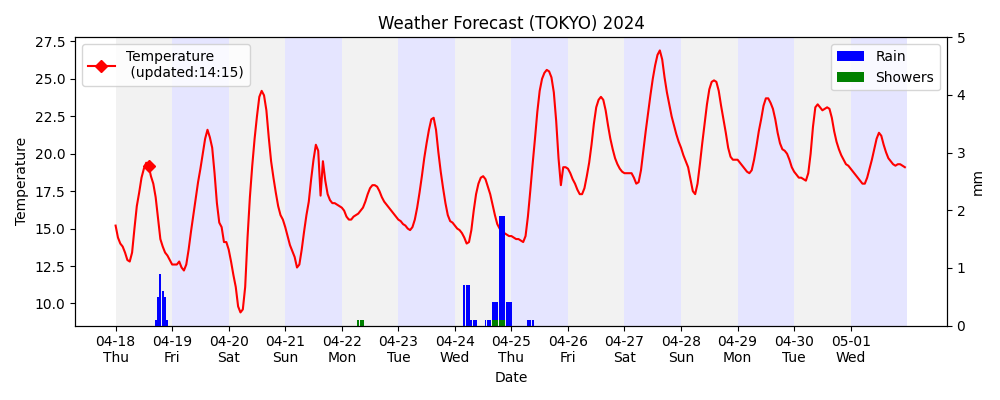 Weather Forecast (TOKYO) 2024
Temperature
(updated:14:15)
Rain
Showers
27.5
25.0
22.5
20.0
17.5
15.0
12.5
10.0
Temperature
5
4
3
2
1
0
mm
04-18 04-19 04-20 04-21 04-22 04-23 04-24 04-25 04-26 04-27 04-28 04-29 04-30 05-01
Thu Fri Sat Sun Mon Tue Wed Thu Fri Sat Sun Mon Tue Wed
Date